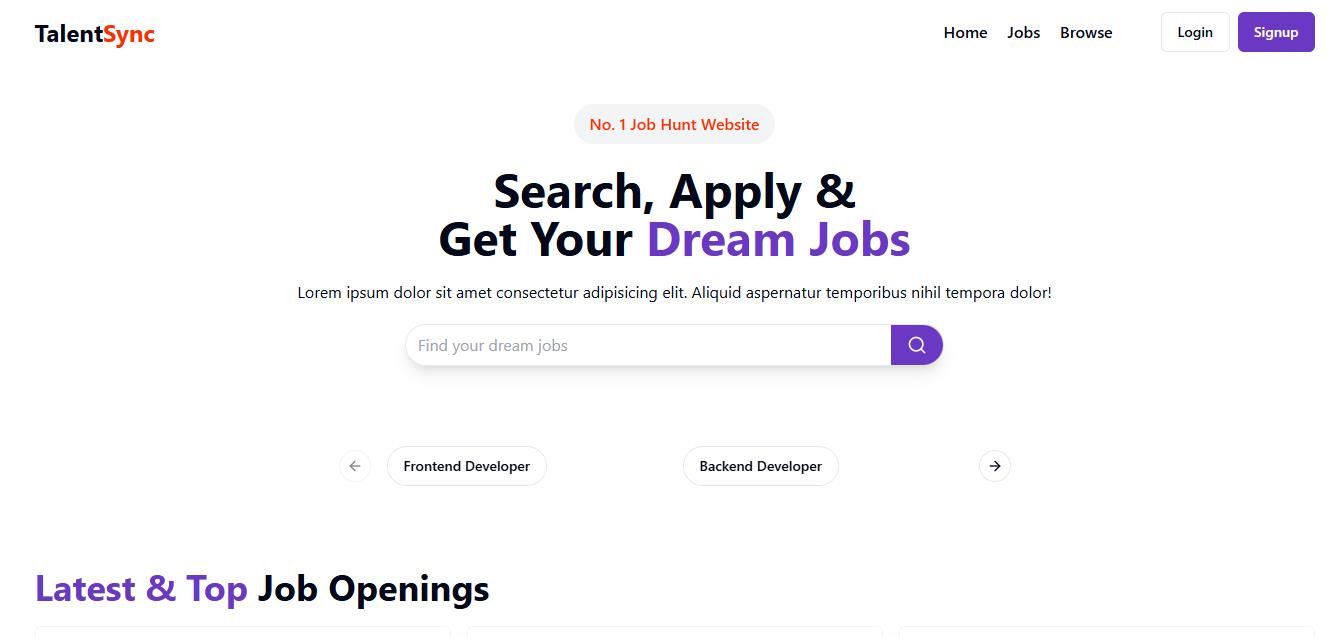 TalentSync
Home Jobs Browse Login Signup
No. 1 Job Hunt Website
Search, Apply &
Get Your Dream Jobs
Lorem ipsum dolor sit amet consectetur adipisicing elit. Aliquid aspernatur temporibus nihil tempora dolor!
Find your dream jobs
Frontend Developer
Backend Developer
Latest & Top Job Openings